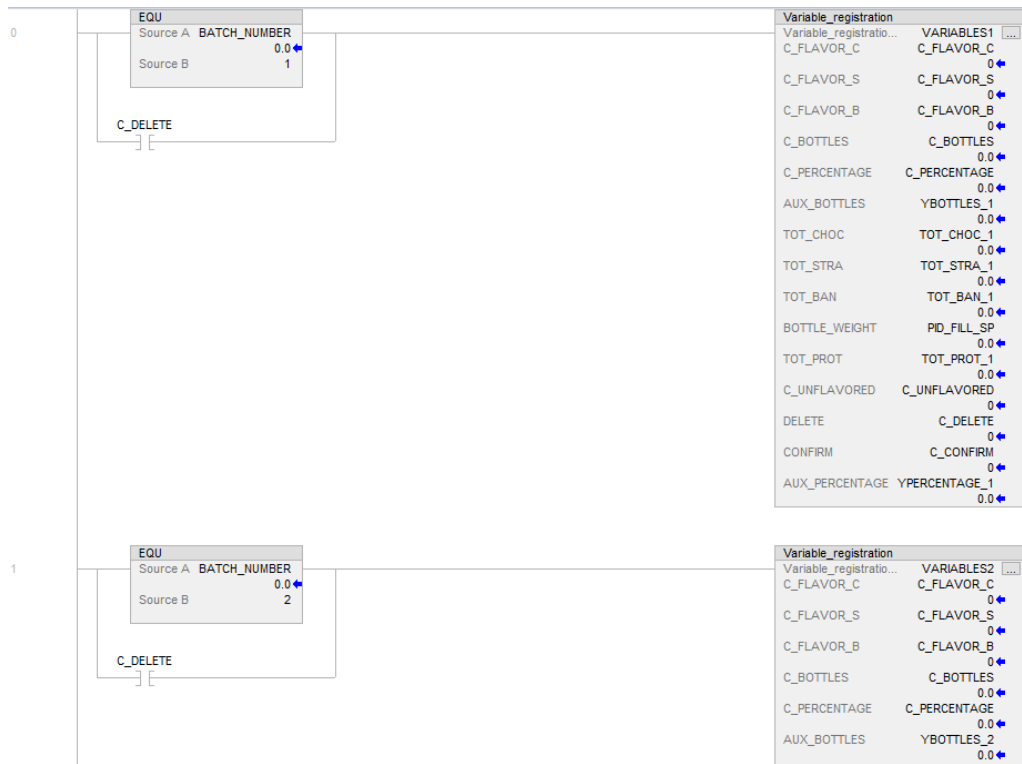 0
EQU
Source A BATCH_NUMBER
0.0
Source B 1
C_DELETE
Variable_registration
Variable_registratio... VARIABLES1 ...
C_FLAVOR_C C_FLAVOR_C
0
C_FLAVOR_S C_FLAVOR_S
0
C_FLAVOR_B C_FLAVOR_B
0
C_BOTTLES C_BOTTLES
0.0
C_PERCENTAGE C_PERCENTAGE
0.0
AUX_BOTTLES YBOTTLES_1
0.0
TOT_CHOC TOT_CHOC_1
0.0
TOT_STRA TOT_STRA_1
0.0
TOT_BAN TOT_BAN_1
0.0
BOTTLE_WEIGHT PID_FILL_SP
0.0
TOT_PROT TOT_PROT_1
0.0
C_UNFLAVORED C_UNFLAVORED
0
DELETE C_DELETE
0
CONFIRM C_CONFIRM
0
AUX_PERCENTAGE YPERCENTAGE_1
0.0
1
EQU
Source A BATCH_NUMBER
0.0
Source B 2
C_DELETE
Variable_registration
Variable_registratio... VARIABLES2 ...
C_FLAVOR_C C_FLAVOR_C
0
C_FLAVOR_S C_FLAVOR_S
0
C_FLAVOR_B C_FLAVOR_B
0
C_BOTTLES C_BOTTLES
0.0
C_PERCENTAGE C_PERCENTAGE
0.0
AUX_BOTTLES YBOTTLES_2
0.0